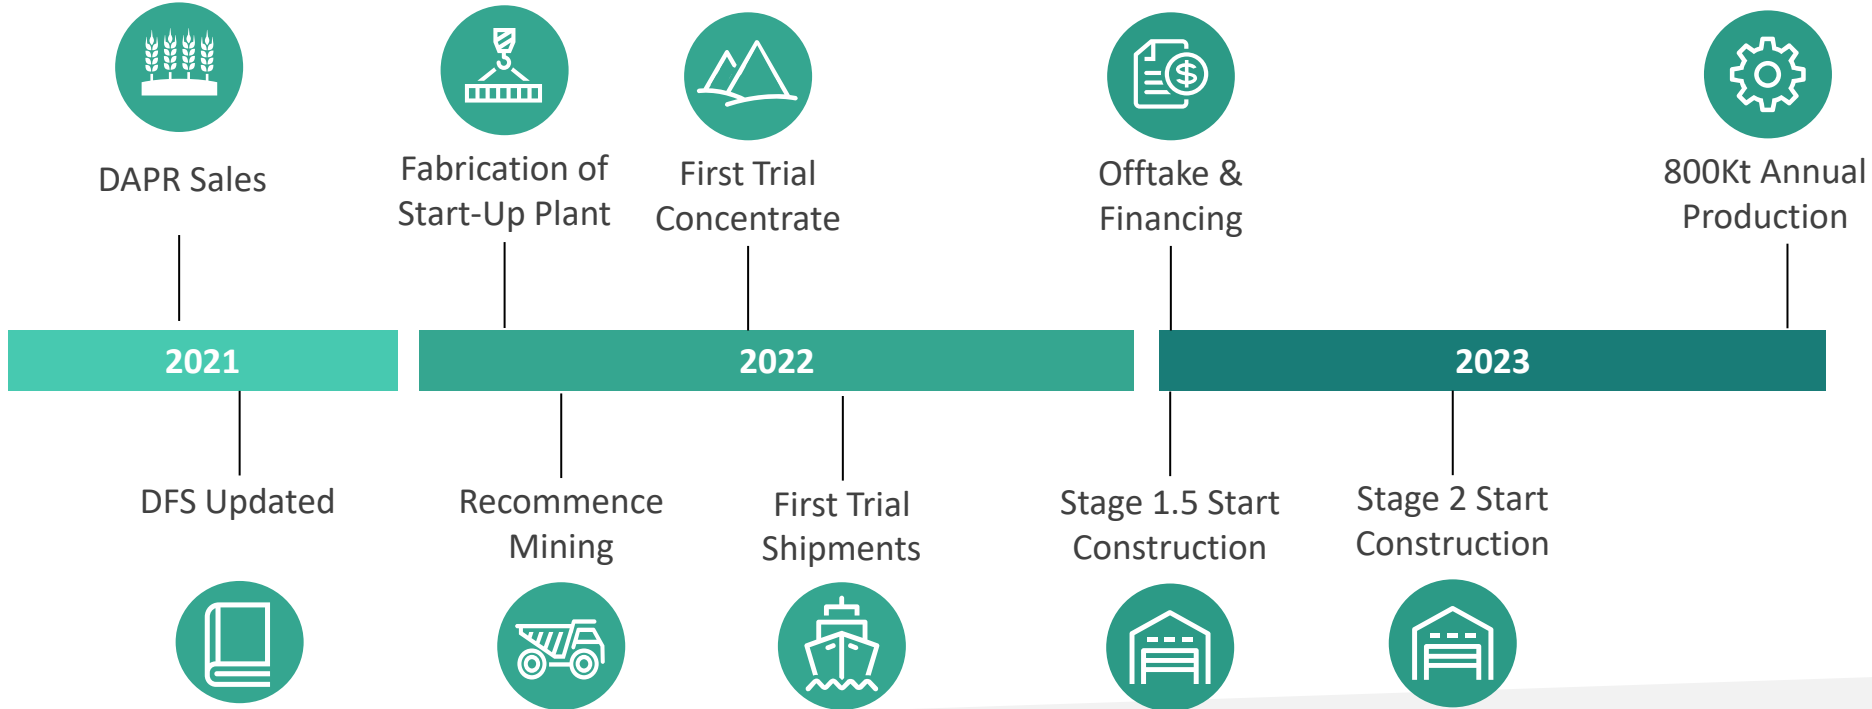 DAPR Sales
Fabrication of
Start-Up Plant
First Trial
Concentrate
Offtake &
Financing
800Kt Annual
Production
2021
2022
2023
DFS Updated
Recommence
Mining
First Trial
Shipments
Stage 1.5 Start
Construction
Stage 2 Start
Construction